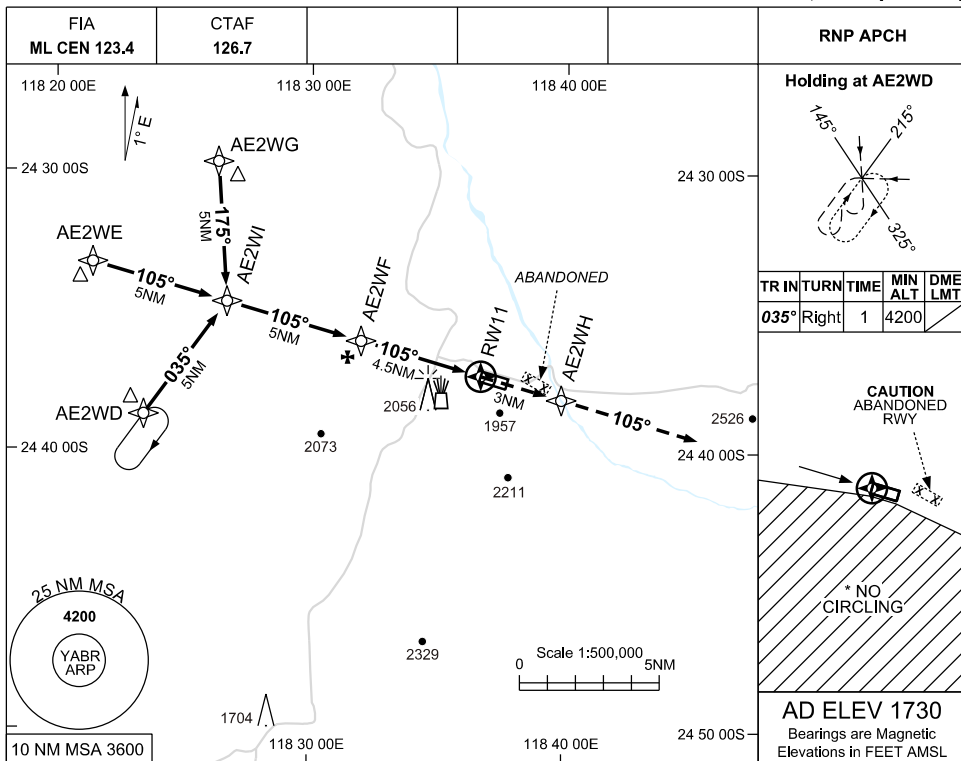 FIA
ML CEN 123.4
CTAF
126.7
RNP APCH
118 20 00E
118 30 00E
118 40 00E
1° E
AE2WG
24 30 00S
24 30 00S
175°
5NM
AE2WE
AE2WI
105°
5NM
AE2WF
105°
5NM
ABANDONED
RW11
AE2WH
105°
4.5NM
X X
035°
5NM
3NM
105°
AE2WD
2056
1957
2526
2073
24 40 00S
24 40 00S
2211
25 NM MSA
4200
YABR
ARP
2329
Scale 1:500,000
0
5NM
1704
118 30 00E
118 40 00E
24 50 00S
10 NM MSA 3600
Holding at AE2WD
145°
215°
325°
TR IN TURN TIME MIN ALT DME LMT
035° Right 1 4200
CAUTION
ABANDONED
RWY
X X
* NO
CIRCLING
AD ELEV 1730
Bearings are Magnetic
Elevations in FEET AMSL